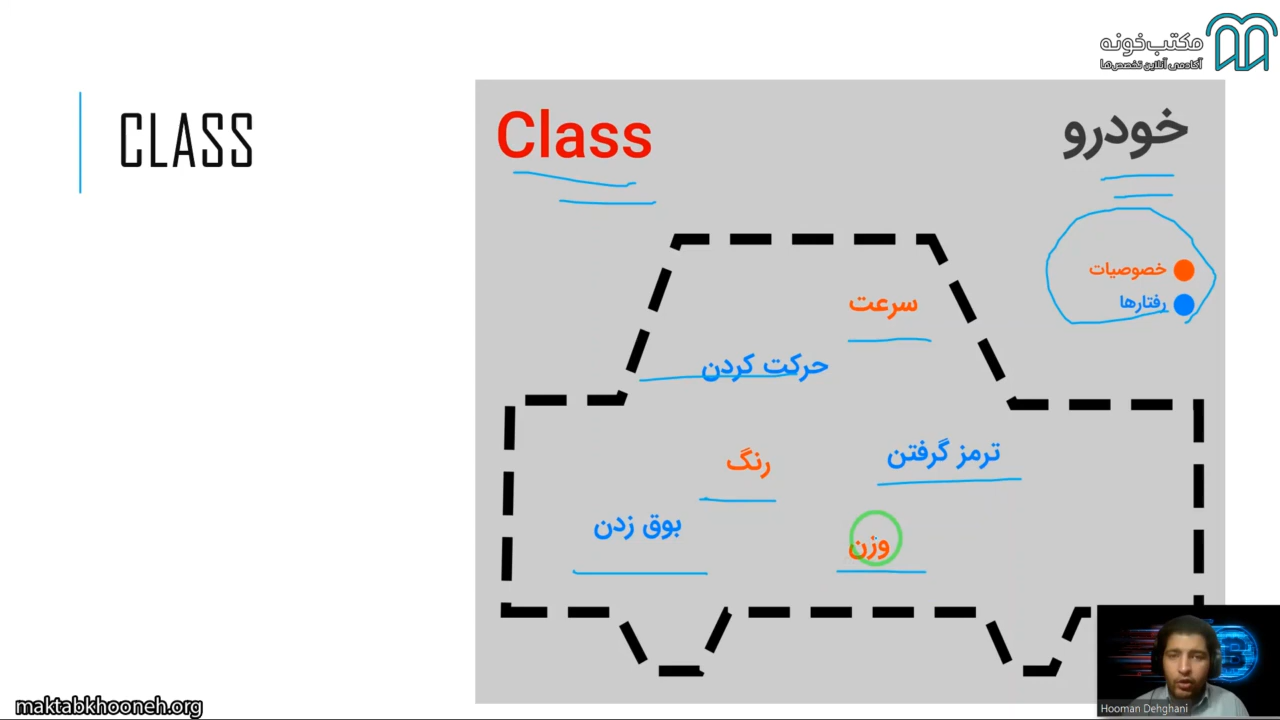 مکتب‌خونه
آکادمی آنلاین تخصص‌ها
CLASS
Class
خودرو
خصوصیات
رفتارها
سرعت
حرکت کردن
ترمز گرفتن
رنگ
بوق زدن
وزن
Hooman Dehghani
maktabkhooneh.org